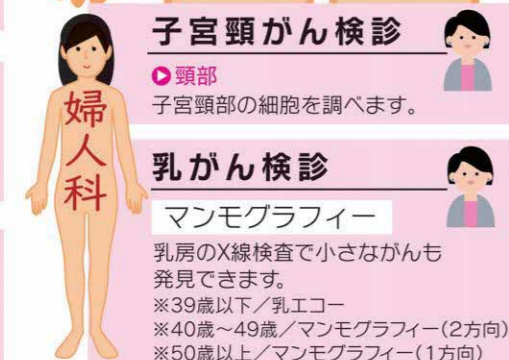 婦人科
子宮頸がん検診
頸部
子宮頸部の細胞を調べます。
乳がん検診
マンモグラフィー
乳房のX線検査で小さながんも
発見できます。
※39歳以下／乳エコー
※40歳～49歳／マンモグラフィー(2方向)
※50歳以上／マンモグラフィー(1方向)